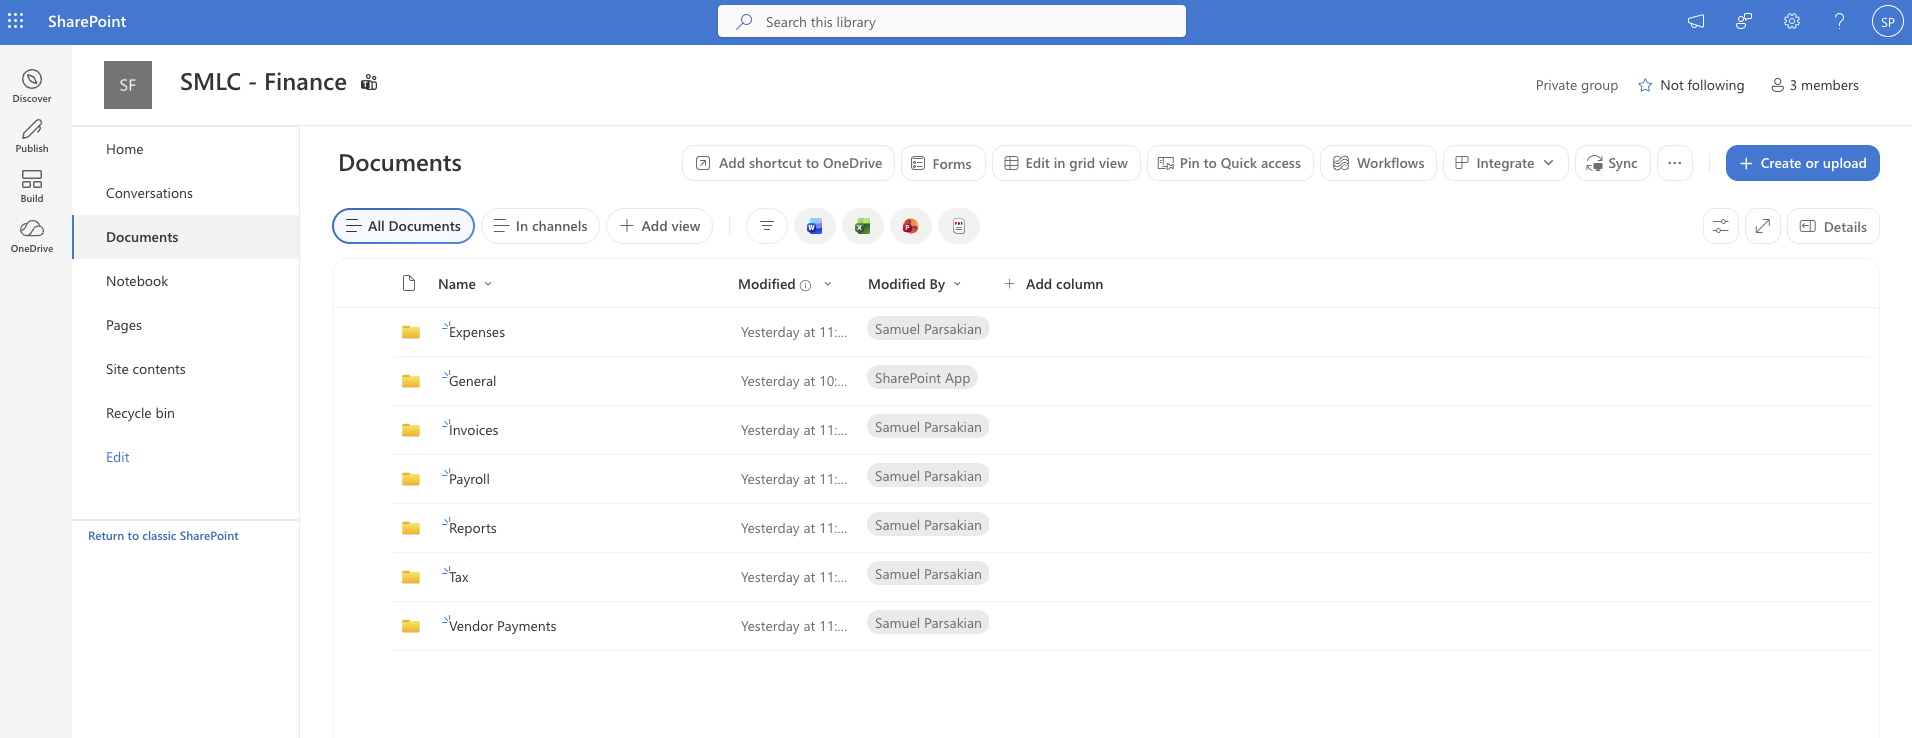 SharePoint
Search this library
SP
Discover
Publish
Build
OneDrive
SF
SMLC - Finance
Private group
Not following
3 members
Home
Conversations
Documents
Notebook
Pages
Site contents
Recycle bin
Edit
Return to classic SharePoint
Documents
Add shortcut to OneDrive
Forms
Edit in grid view
Pin to Quick access
Workflows
Integrate
Sync
...
+ Create or upload
All Documents
In channels
+ Add view
Details
Name
Modified
Modified By
+ Add column
Expenses Yesterday at 11:... Samuel Parsakian
General Yesterday at 10:... SharePoint App
Invoices Yesterday at 11:... Samuel Parsakian
Payroll Yesterday at 11:... Samuel Parsakian
Reports Yesterday at 11:... Samuel Parsakian
Tax Yesterday at 11:... Samuel Parsakian
Vendor Payments Yesterday at 11:... Samuel Parsakian